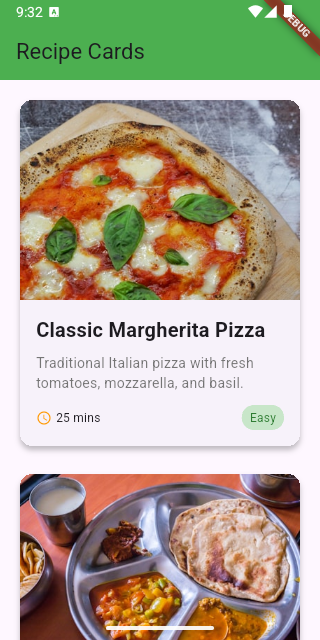 9:32 A
DEBUG
Recipe Cards
Classic Margherita Pizza
Traditional Italian pizza with fresh
tomatoes, mozzarella, and basil.
25 mins
Easy